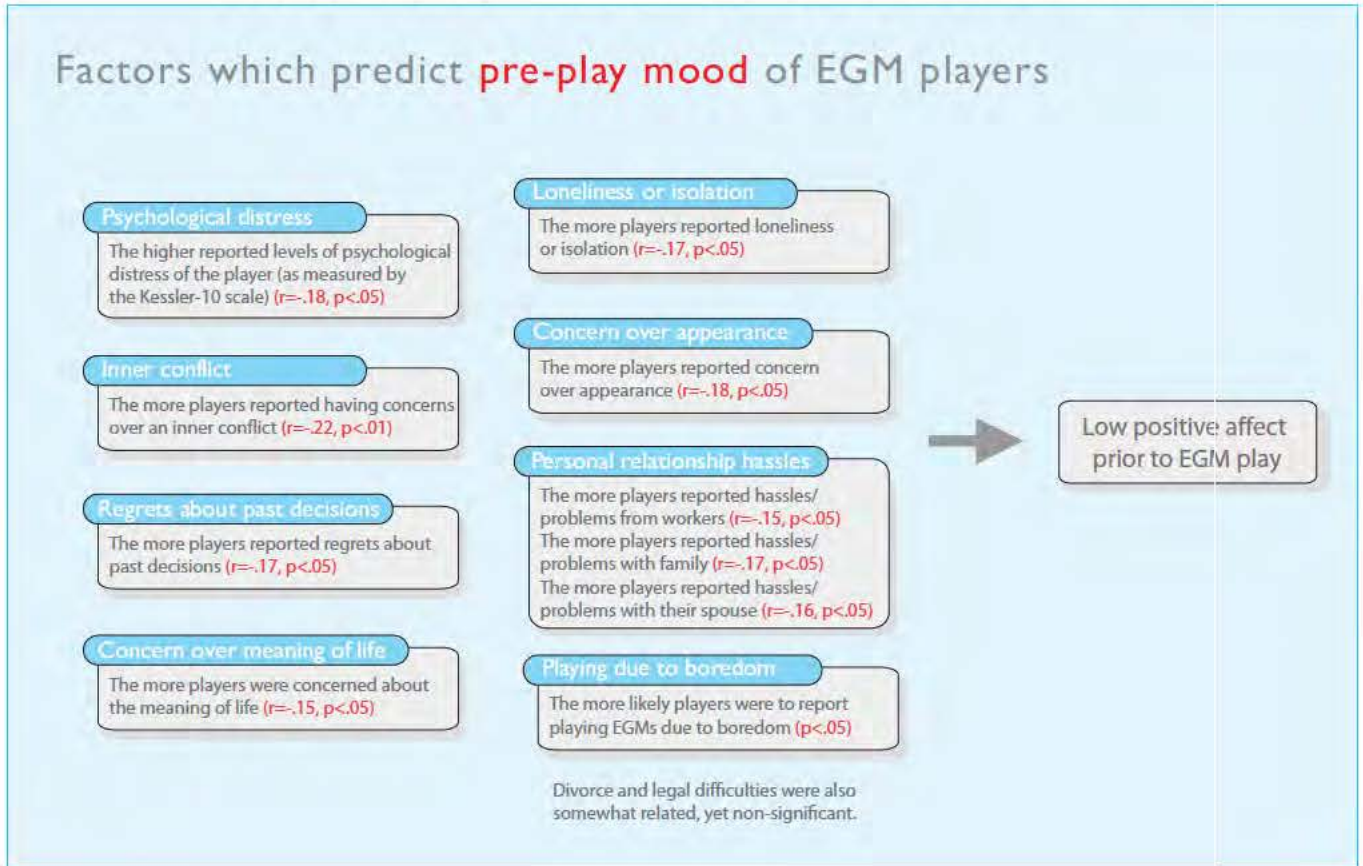 Factors which predict pre-play mood of EGM players
Psychological distress
The higher reported levels of psychological
distress of the player (as measured by
the Kessler-10 scale) (r=-.18, p<.05)
Inner conflict
The more players reported having concerns
over an inner conflict (r=-.22, p<.01)
Regrets about past decisions
The more players reported regrets about
past decisions (r=-.17, p<.05)
Concern over meaning of life
The more players were concerned about
the meaning of life (r=-.15, p<.05)
Loneliness or isolation
The more players reported loneliness
or isolation (r=-.17, p<.05)
Concern over appearance
The more players reported concern
over appearance (r=-.18, p<.05)
Personal relationship hassles
The more players reported hassles/
problems from workers (r=-.15, p<.05)
The more players reported hassles/
problems with family (r=-.17, p<.05)
The more players reported hassles/
problems with their spouse (r=-.16, p<.05)
Playing due to boredom
The more likely players were to report
playing EGMs due to boredom (p<.05)
Divorce and legal difficulties were also
somewhat related, yet non-significant.
Low positive affect
prior to EGM play